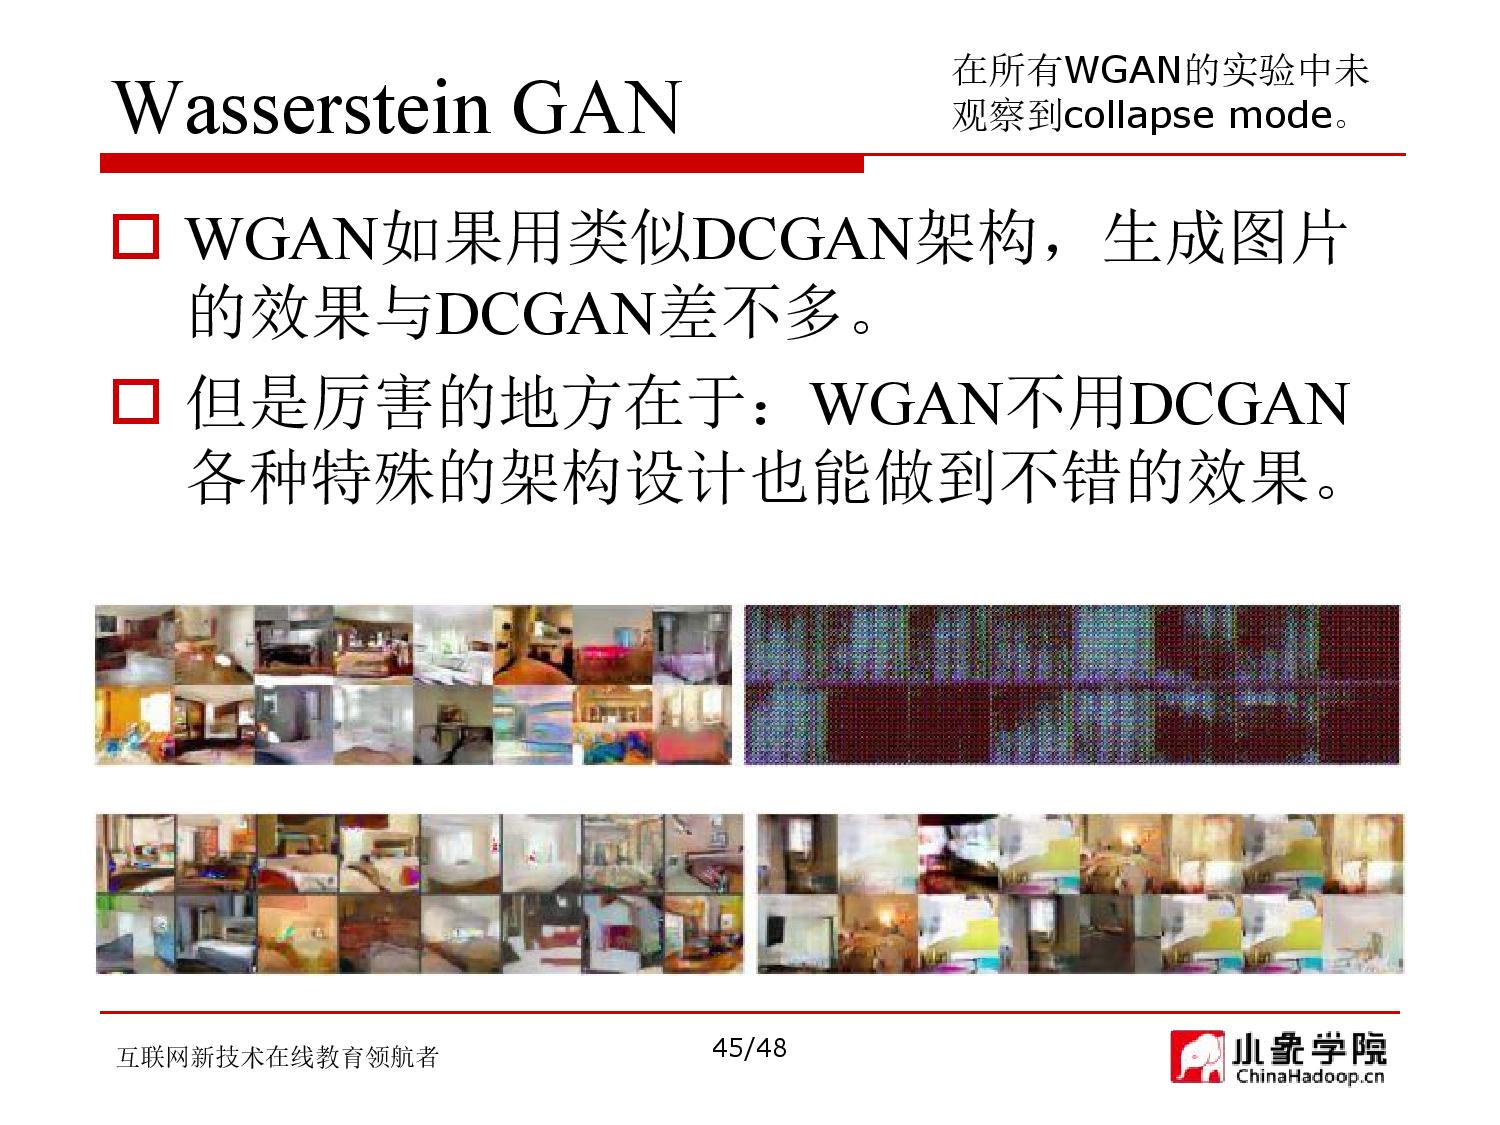 Wasserstein GAN
在所有WGAN的实验中未
观察到collapse mode。
WGAN如果用类似DCGAN架构，生成图片
的效果与DCGAN差不多。
但是厉害的地方在于：WGAN不用DCGAN
各种特殊的架构设计也能做到不错的效果。
互联网新技术在线教育领航者
45/48
小象学院
ChinaHadoop.cn